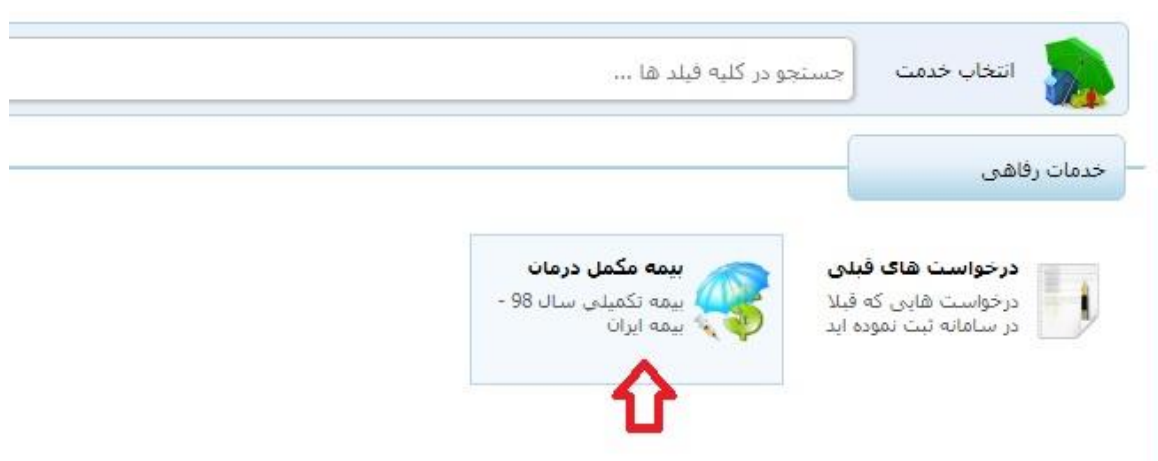 انتخاب خدمت
جستجو در کلیه فیلد ها ...
خدمات رفاهی
درخواست های قبلی
درخواست هایی که قبلا
در سامانه ثبت نموده اید
بیمه مکمل درمان
بیمه تکمیلی سال 98 -
بیمه ایران